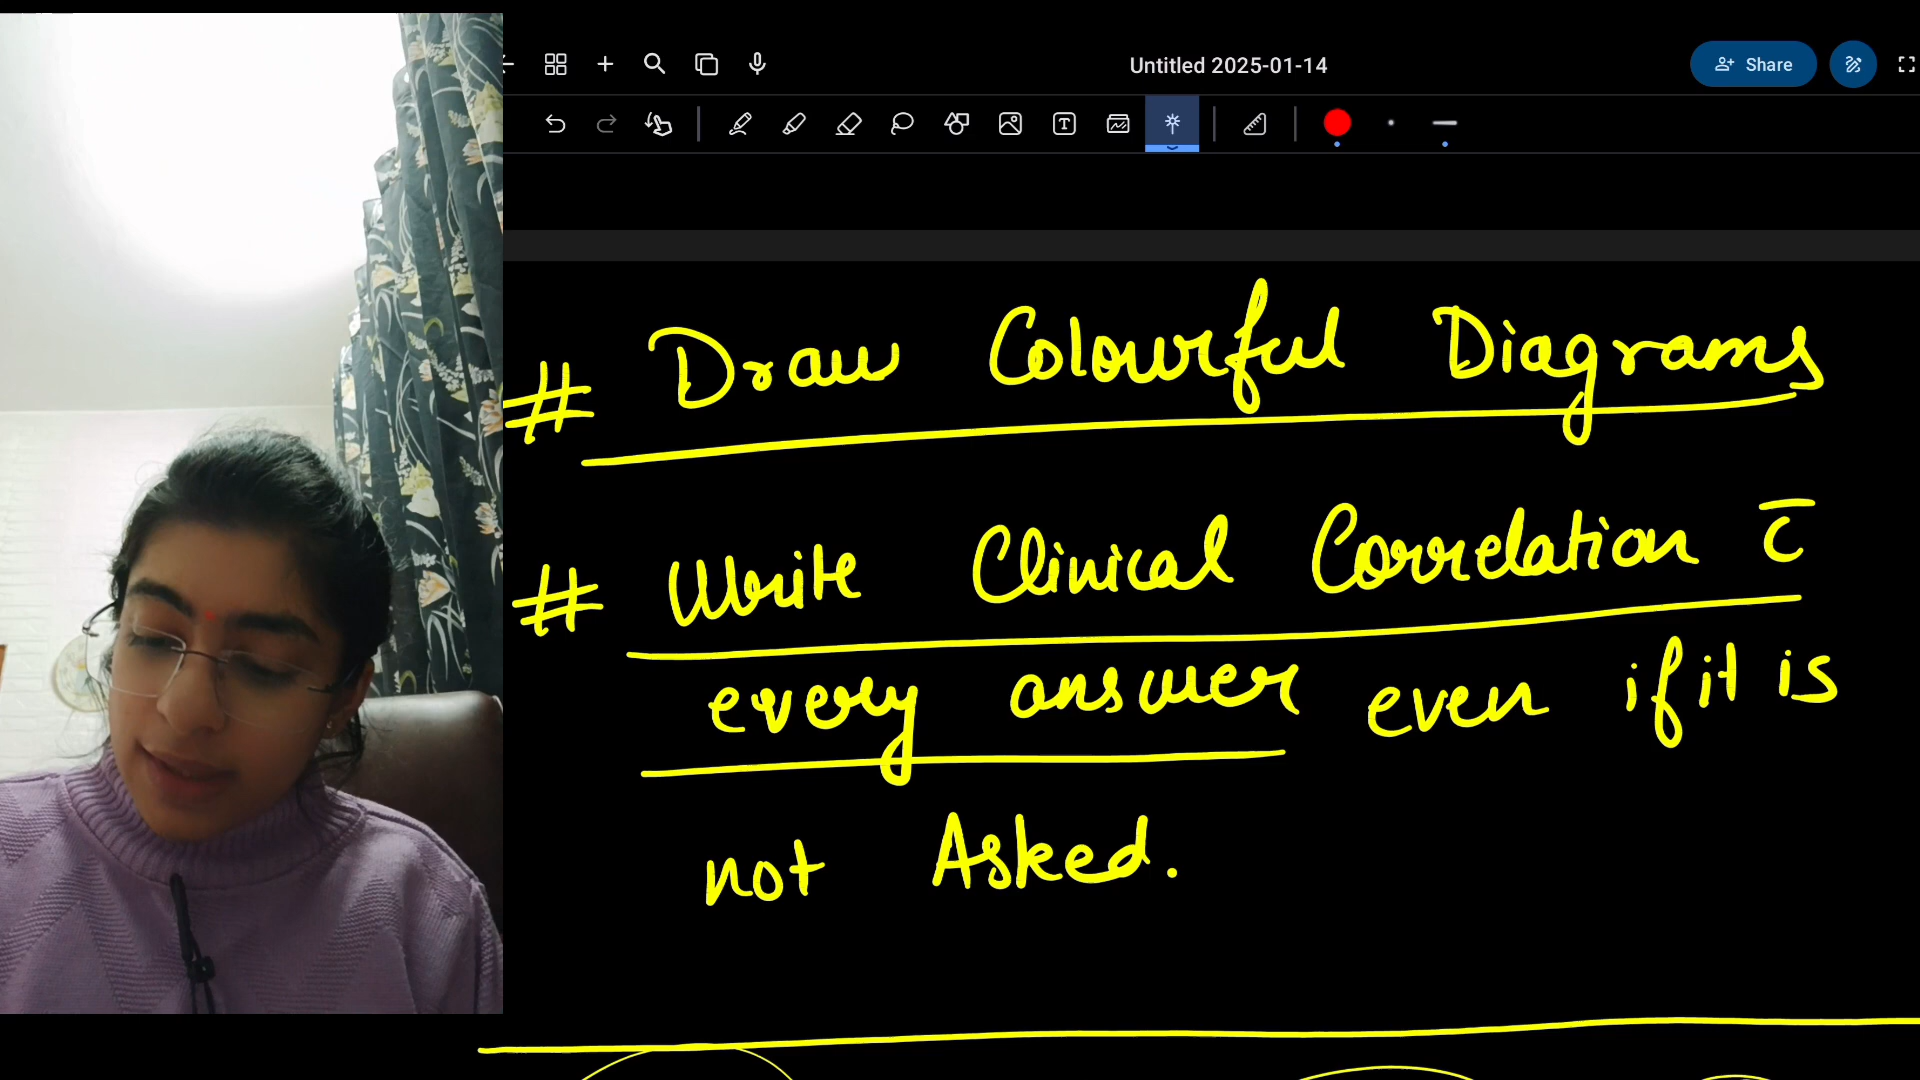 Untitled 2025-01-14
Share
# Draw Colourful Diagrams
# Write Clinical Correlation c̄
every answer even if it is
not Asked.